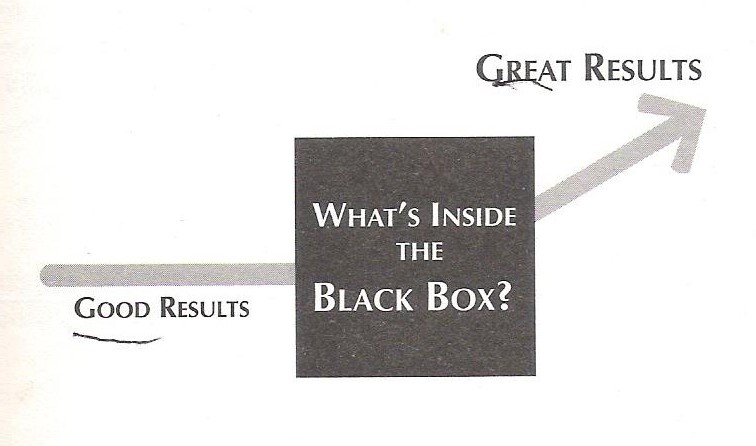 GREAT RESULTS
WHAT'S INSIDE
THE
BLACK BOX?
GOOD RESULTS